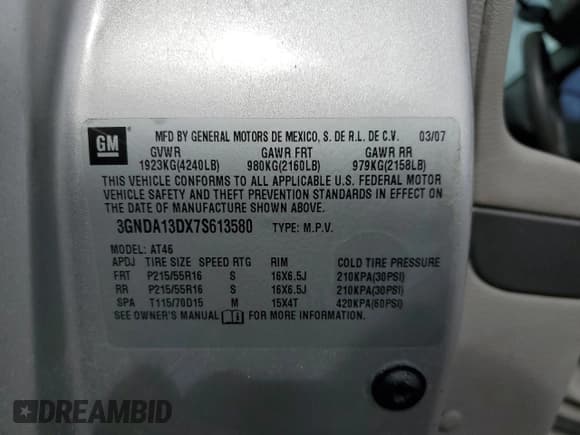 GM
MFD BY GENERAL MOTORS DE MEXICO, S. DE R.L. DE C.V. 03/07
GVWR GAWR FRT GAWR RR
1923KG(4240LB) 980KG(2160LB) 979KG(2158LB)
THIS VEHICLE CONFORMS TO ALL APPLICABLE U.S. FEDERAL MOTOR
VEHICLE SAFETY AND THEFT PREVENTION STANDARDS IN EFFECT ON
THE DATE OF MANUFACTURE SHOWN ABOVE.
3GNDA13DX7S613580 TYPE: M.P.V.
MODEL: AT46
APDJ TIRE SIZE SPEED RTG RIM COLD TIRE PRESSURE
FRT P215/55R16 S 16X6.5J 210KPA(30PSI)
RR P215/55R16 S 16X6.5J 210KPA(30PSI)
SPA T115/70D15 M 15X4T 420KPA(60PSI)
SEE OWNER'S MANUAL FOR MORE INFORMATION.
DREAMBID